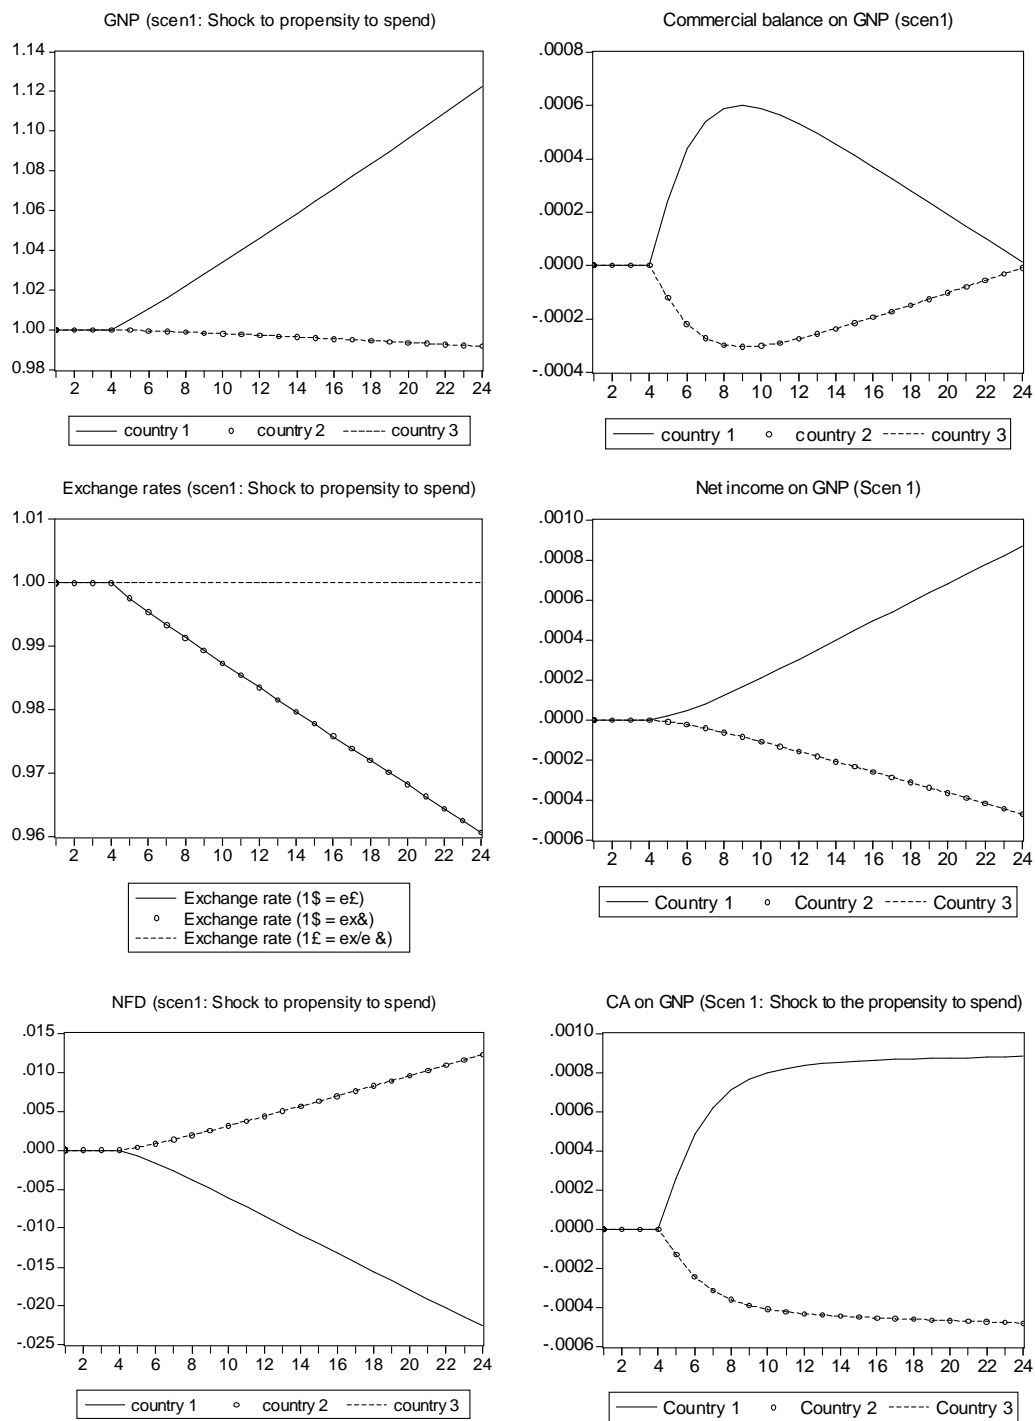 GNP (scen1: Shock to propensity to spend)
1.14
1.12
1.10
1.08
1.06
1.04
1.02
1.00
0.98
2 4 6 8 10 12 14 16 18 20 22 24
country 1 country 2 country 3
Commercial balance on GNP (scen1)
.0008
.0006
.0004
.0002
.0000
-.0002
-.0004
2 4 6 8 10 12 14 16 18 20 22 24
country 1 country 2 country 3
Exchange rates (scen1: Shock to propensity to spend)
1.01
1.00
0.99
0.98
0.97
0.96
2 4 6 8 10 12 14 16 18 20 22 24
Exchange rate (1$ = e£)
Exchange rate (1$ = ex&)
Exchange rate (1£ = ex/e &)
Net income on GNP (Scen 1)
.0010
.0008
.0006
.0004
.0002
.0000
-.0002
-.0004
-.0006
2 4 6 8 10 12 14 16 18 20 22 24
Country 1 Country 2 Country 3
NFD (scen1: Shock to propensity to spend)
.015
.010
.005
.000
-.005
-.010
-.015
-.020
-.025
2 4 6 8 10 12 14 16 18 20 22 24
country 1 country 2 country 3
CA on GNP (Scen 1: Shock to the propensity to spend)
.0010
.0008
.0006
.0004
.0002
.0000
-.0002
-.0004
-.0006
2 4 6 8 10 12 14 16 18 20 22 24
Country 1 Country 2 Country 3